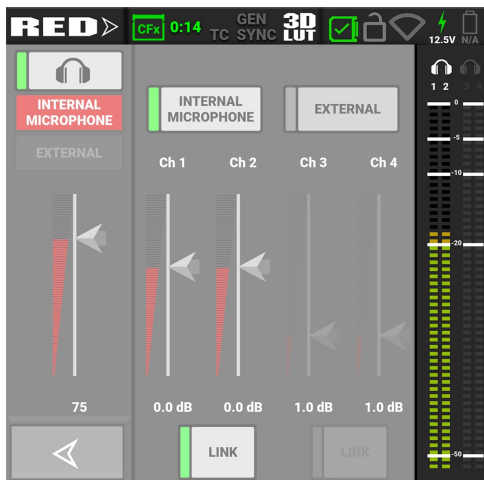 RED CFx 0:14 GEN 3D
TC SYNC LUT 12.5V N/A
INTERNAL
MICROPHONE
EXTERNAL
INTERNAL
MICROPHONE
EXTERNAL
Ch 1 Ch 2 Ch 3 Ch 4
75 0.0 dB 0.0 dB 1.0 dB 1.0 dB
LINK LINK
1 2 3 4
0
-5
-10
-20
-50